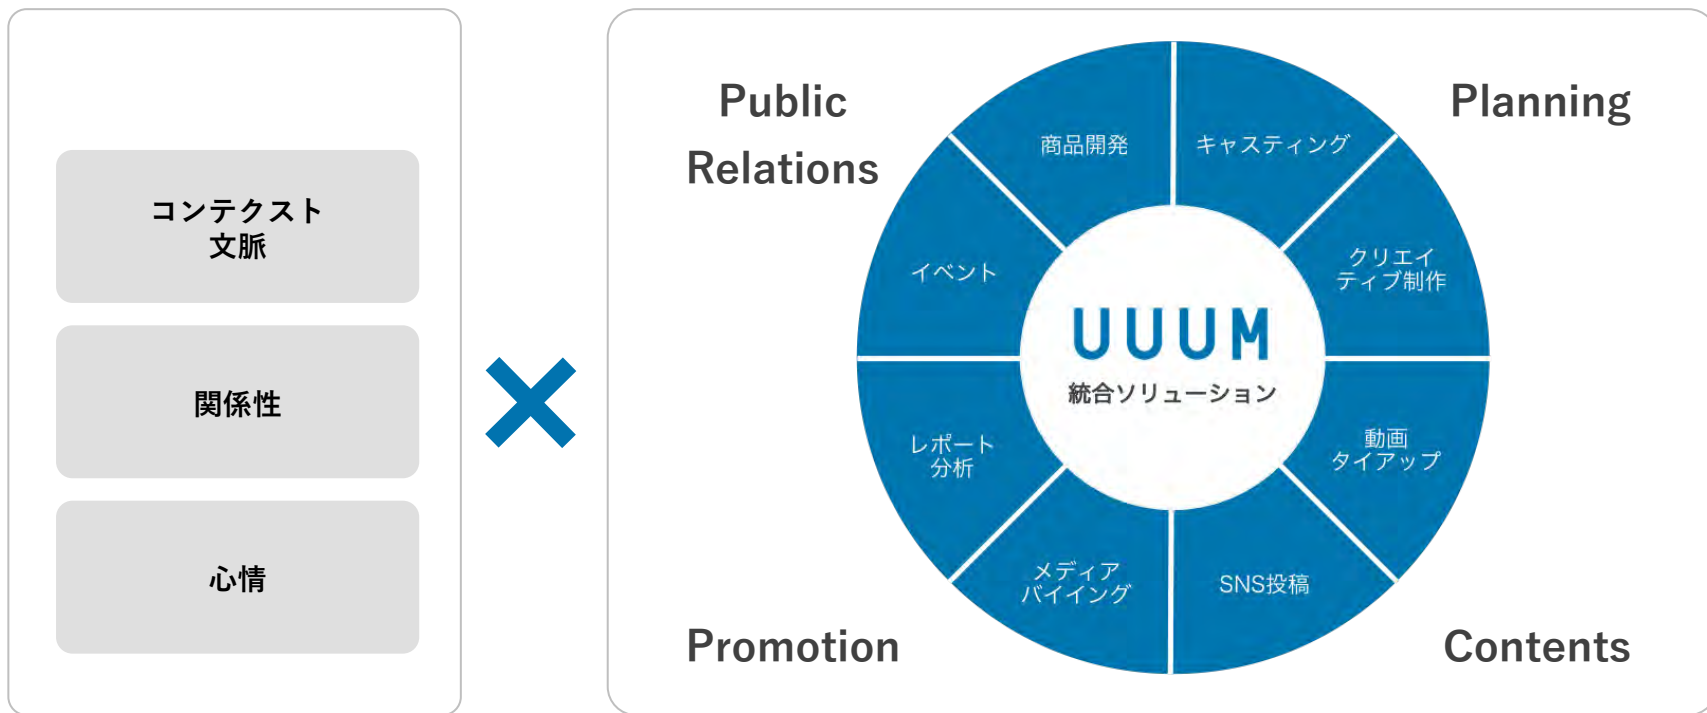 コンテクスト
文脈
関係性
心情
Public
Relations
Planning
商品開発
キャスティング
イベント
クリエイ
ティブ制作
UUUM
統合ソリューション
レポート
分析
動画
タイアップ
メディア
バイイング
SNS投稿
Promotion
Contents